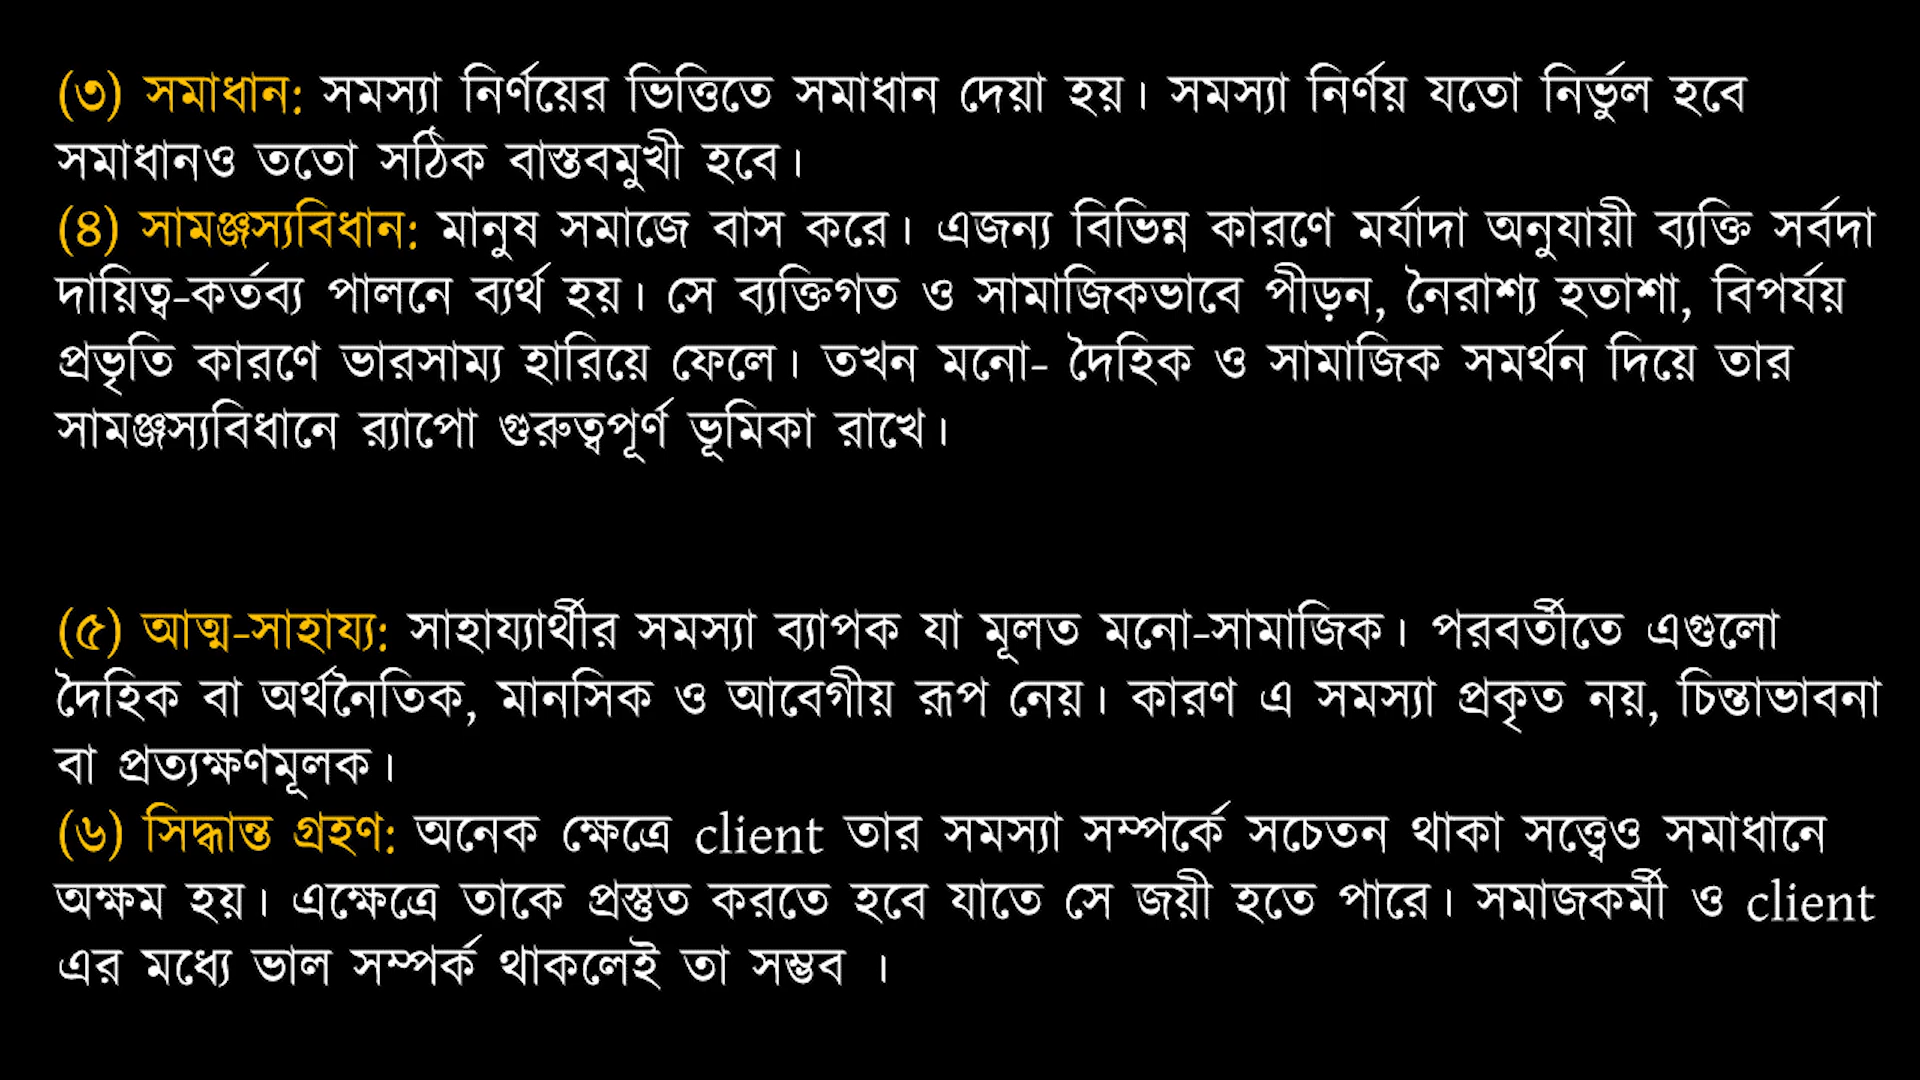 (৩) সমাধান: সমস্যা নির্ণয়ের ভিত্তিতে সমাধান দেয়া হয়। সমস্যা নির্ণয় যতো নির্ভুল হবে
সমাধানও ততো সঠিক বাস্তবমুখী হবে।
(৪) সামঞ্জস্যবিধান: মানুষ সমাজে বাস করে। এজন্য বিভিন্ন কারণে মর্যাদা অনুযায়ী ব্যক্তি সর্বদা
দায়িত্ব-কর্তব্য পালনে ব্যর্থ হয়। সে ব্যক্তিগত ও সামাজিকভাবে পীড়ন, নৈরাশ্য হতাশা, বিপর্যয়
প্রভৃতি কারণে ভারসাম্য হারিয়ে ফেলে। তখন মনো- দৈহিক ও সামাজিক সমর্থন দিয়ে তার
সামঞ্জস্যবিধানে র‍্যাপো গুরুত্বপূর্ণ ভূমিকা রাখে।
(৫) আত্ম-সাহায্য: সাহায্যার্থীর সমস্যা ব্যাপক যা মূলত মনো-সামাজিক। পরবর্তীতে এগুলো
দৈহিক বা অর্থনৈতিক, মানসিক ও আবেগীয় রূপ নেয়। কারণ এ সমস্যা প্রকৃত নয়, চিন্তাভাবনা
বা প্রত্যক্ষণমূলক।
(৬) সিদ্ধান্ত গ্রহণ: অনেক ক্ষেত্রে client তার সমস্যা সম্পর্কে সচেতন থাকা সত্ত্বেও সমাধানে
অক্ষম হয়। এক্ষেত্রে তাকে প্রস্তুত করতে হবে যাতে সে জয়ী হতে পারে। সমাজকর্মী ও client
এর মধ্যে ভাল সম্পর্ক থাকলেই তা সম্ভব ।